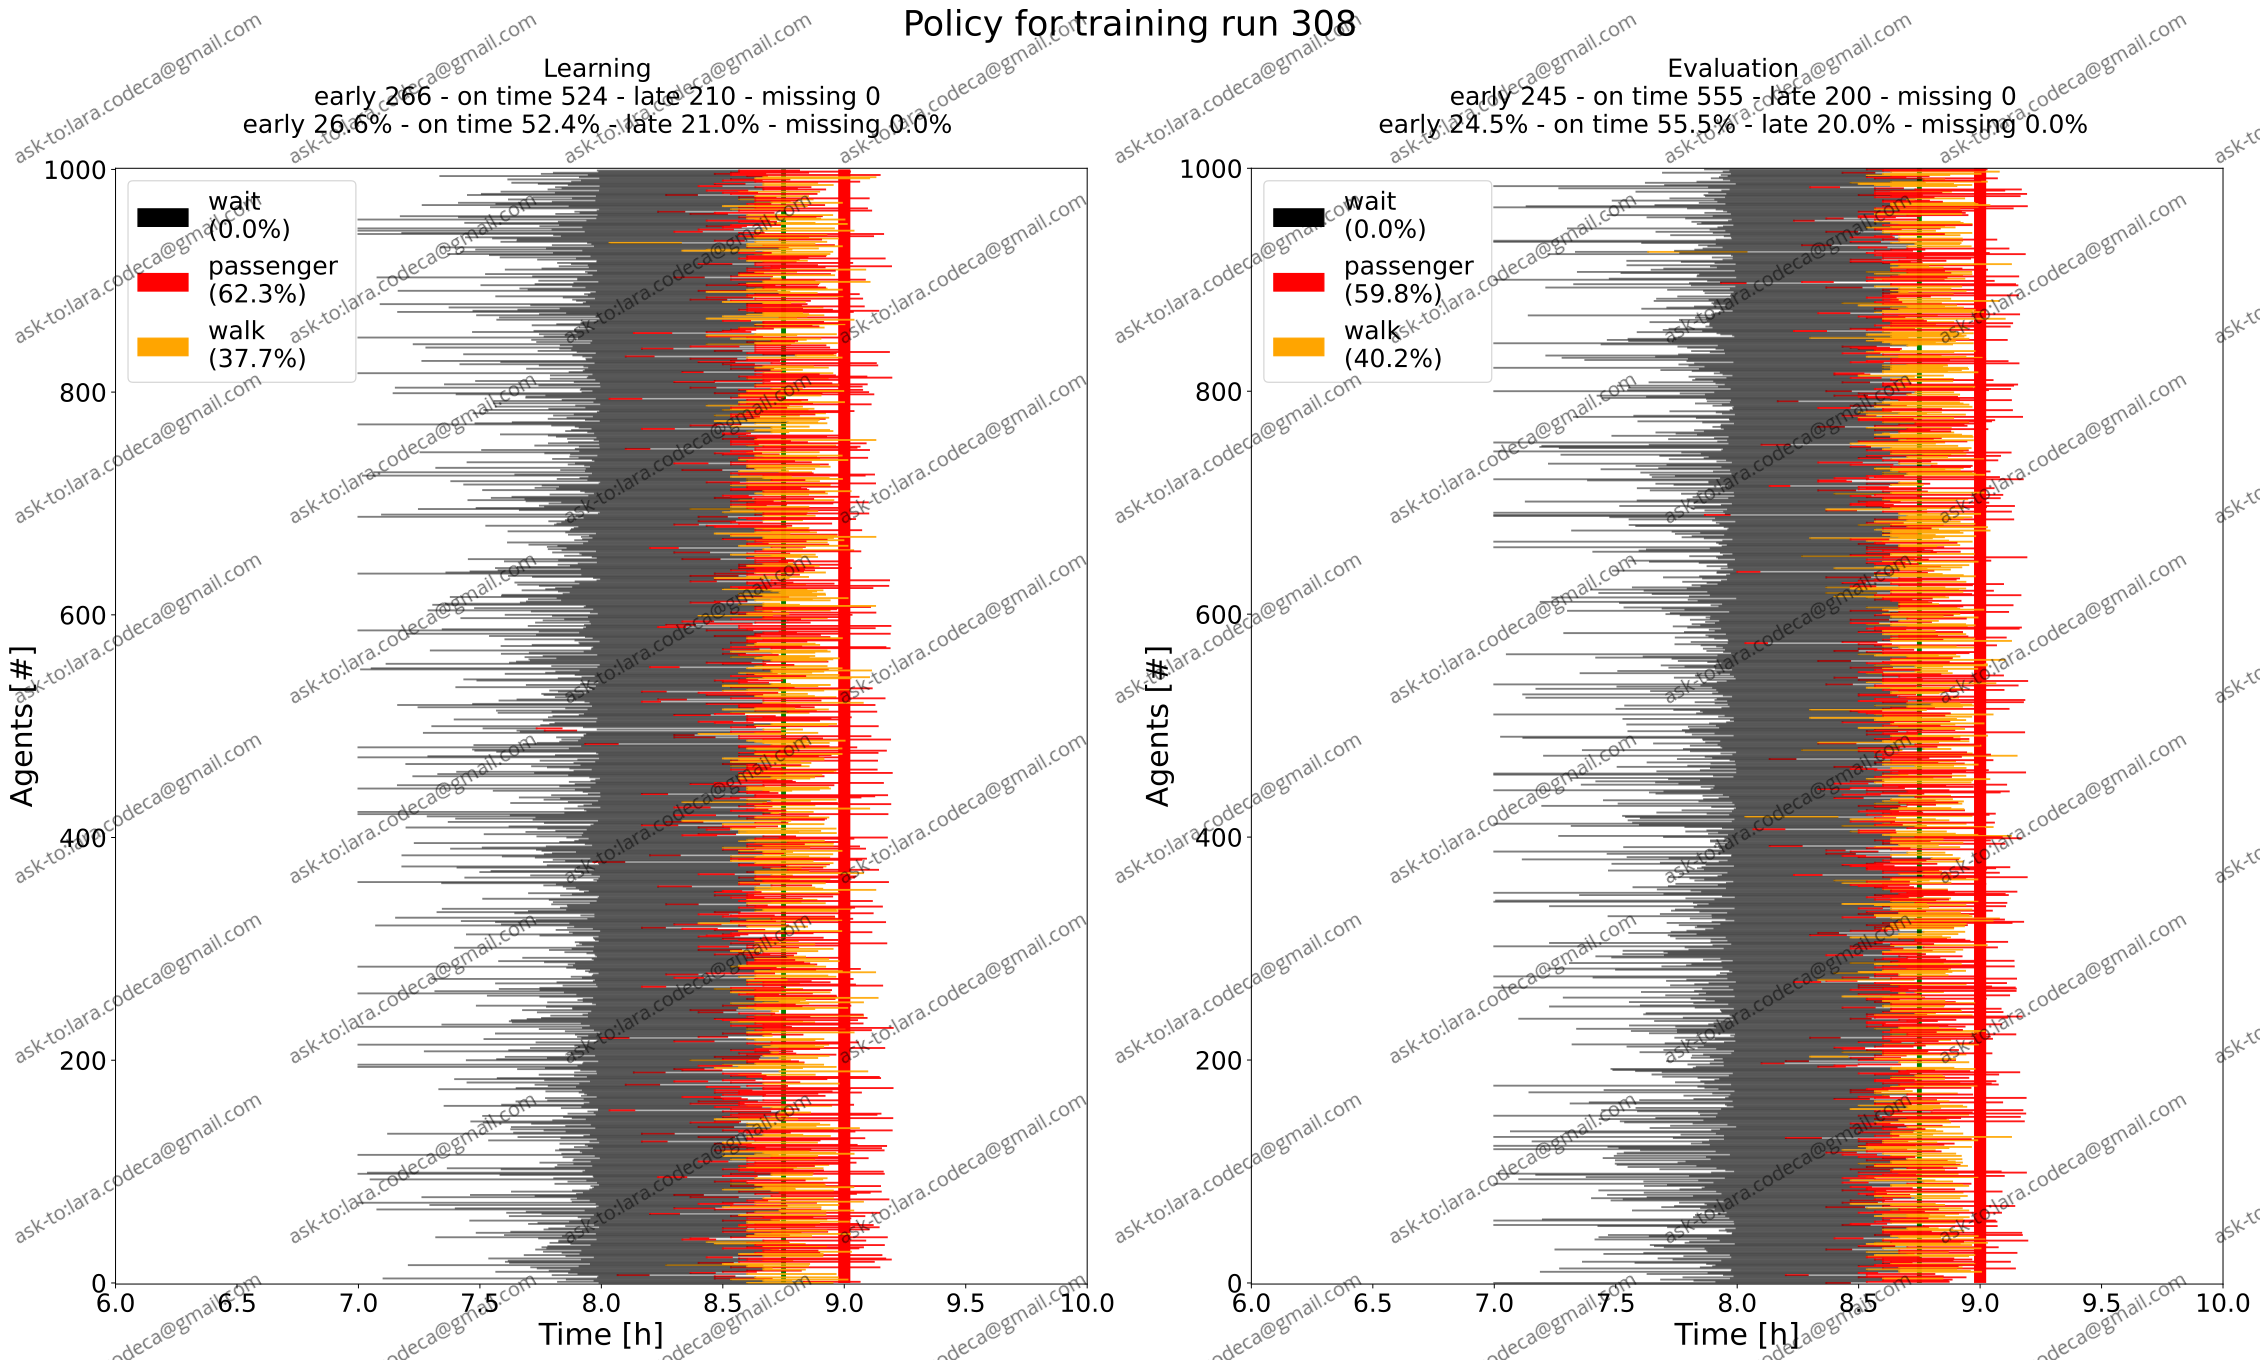 Policy for training run 308
Learning
early 266 - on time 524 - late 210 - missing 0
early 26.6% - on time 52.4% - late 21.0% - missing 0.0%
wait
(0.0%)
passenger
(62.3%)
walk
(37.7%)
1000
800
600
400
200
0
Agents [#]
6.0 6.5 7.0 7.5 8.0 8.5 9.0 9.5 10.0
Time [h]
Evaluation
early 245 - on time 555 - late 200 - missing 0
early 24.5% - on time 55.5% - late 20.0% - missing 0.0%
wait
(0.0%)
passenger
(59.8%)
walk
(40.2%)
1000
800
600
400
200
0
Agents [#]
6.0 6.5 7.0 7.5 8.0 8.5 9.0 9.5 10.0
Time [h]
ask-to:lara.codeca@gmail.com